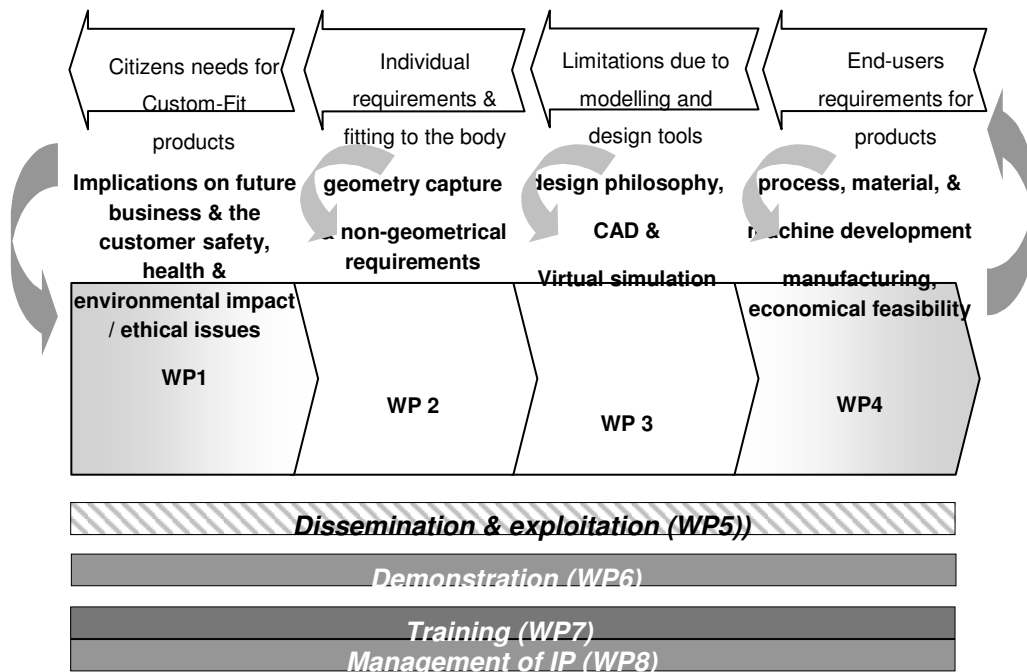 Citizens needs for
Custom-Fit
products
Individual
requirements &
fitting to the body
Limitations due to
modelling and
design tools
End-users
requirements for
products
Implications on future
business & the
customer safety,
health &
environmental impact
/ ethical issues
WP1
geometry capture
& non-geometrical
requirements
WP 2
design philosophy,
CAD &
Virtual simulation
WP 3
process, material, &
machine development
manufacturing,
economical feasibility
WP4
Dissemination & exploitation (WP5))
Demonstration (WP6)
Training (WP7)
Management of IP (WP8)